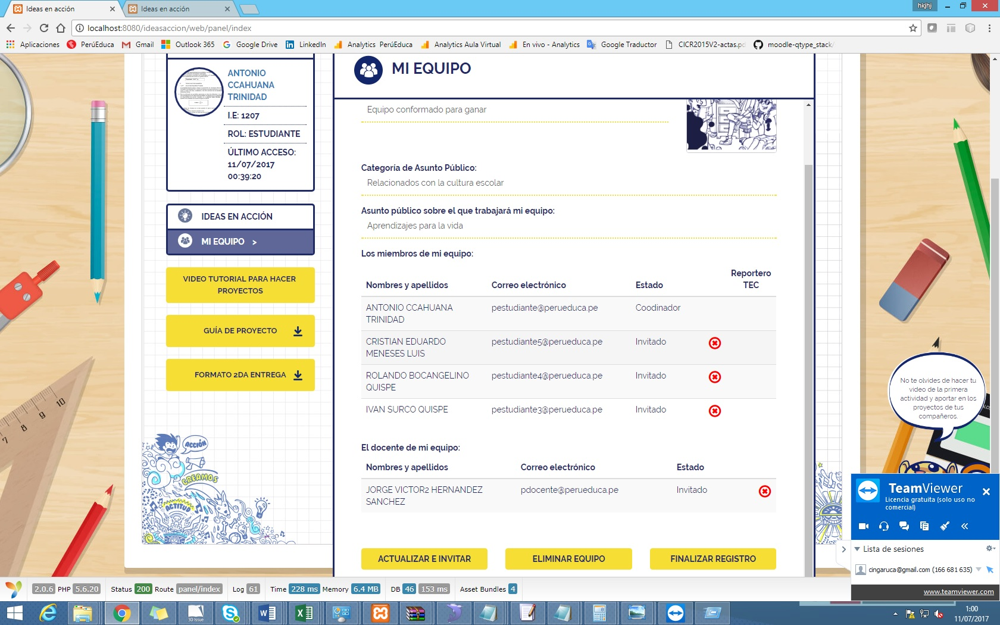 Ideas en acción
Ideas en acción
hkjhj
localhost:8080/ideasaccion/web/panel/index
Aplicaciones
PerúEduca
Gmail
Outlook 365
Google Drive
LinkedIn
Analytics PerúEduca
Analytics Aula Virtual
En vivo - Analytics
Google Traductor
CICR2015V2-actas.pd
moodle-qtype_stack/
ANTONIO
CCAHUANA
TRINIDAD
I.E: 1207
ROL: ESTUDIANTE
ÚLTIMO ACCESO:
11/07/2017
00:39:20
IDEAS EN ACCIÓN
MI EQUIPO >
VIDEO TUTORIAL PARA HACER
PROYECTOS
GUÍA DE PROYECTO
FORMATO 2DA ENTREGA
ACCIÓN
CREAMOS
ACTITUD
MI EQUIPO
Equipo conformado para ganar
Categoría de Asunto Público:
Relacionados con la cultura escolar
Asunto público sobre el que trabajará mi equipo:
Aprendizajes para la vida
Los miembros de mi equipo:
Nombres y apellidos Correo electrónico Estado Reportero
TEC
ANTONIO CCAHUANA pestudiante@perueduca.pe Coodinador
TRINIDAD
CRISTIAN EDUARDO pestudiante5@perueduca.pe Invitado
MENESES LUIS
ROLANDO BOCANGELINO pestudiante4@perueduca.pe Invitado
QUISPE
IVAN SURCO QUISPE pestudiante3@perueduca.pe Invitado
El docente de mi equipo:
Nombres y apellidos Correo electrónico Estado
JORGE VICTOR2 HERNANDEZ pdocente@perueduca.pe Invitado
SANCHEZ
ACTUALIZAR E INVITAR
ELIMINAR EQUIPO
FINALIZAR REGISTRO
7 8 9 10
No te olvides de hacer tu
video de la primera
actividad y aportar en los
proyectos de tus
compañeros.
TeamViewer
Licencia gratuita (solo uso no
comercial)
Lista de sesiones
cingaruca@gmail.com (166 681 635)
www.teamviewer.com
2.0.6 PHP 5.6.20 Status 200 Route panel/index Log 61 Time 228 ms Memory 6.4 MB DB 46 153 ms Asset Bundles 4
3D Issue
1:00
11/07/2017